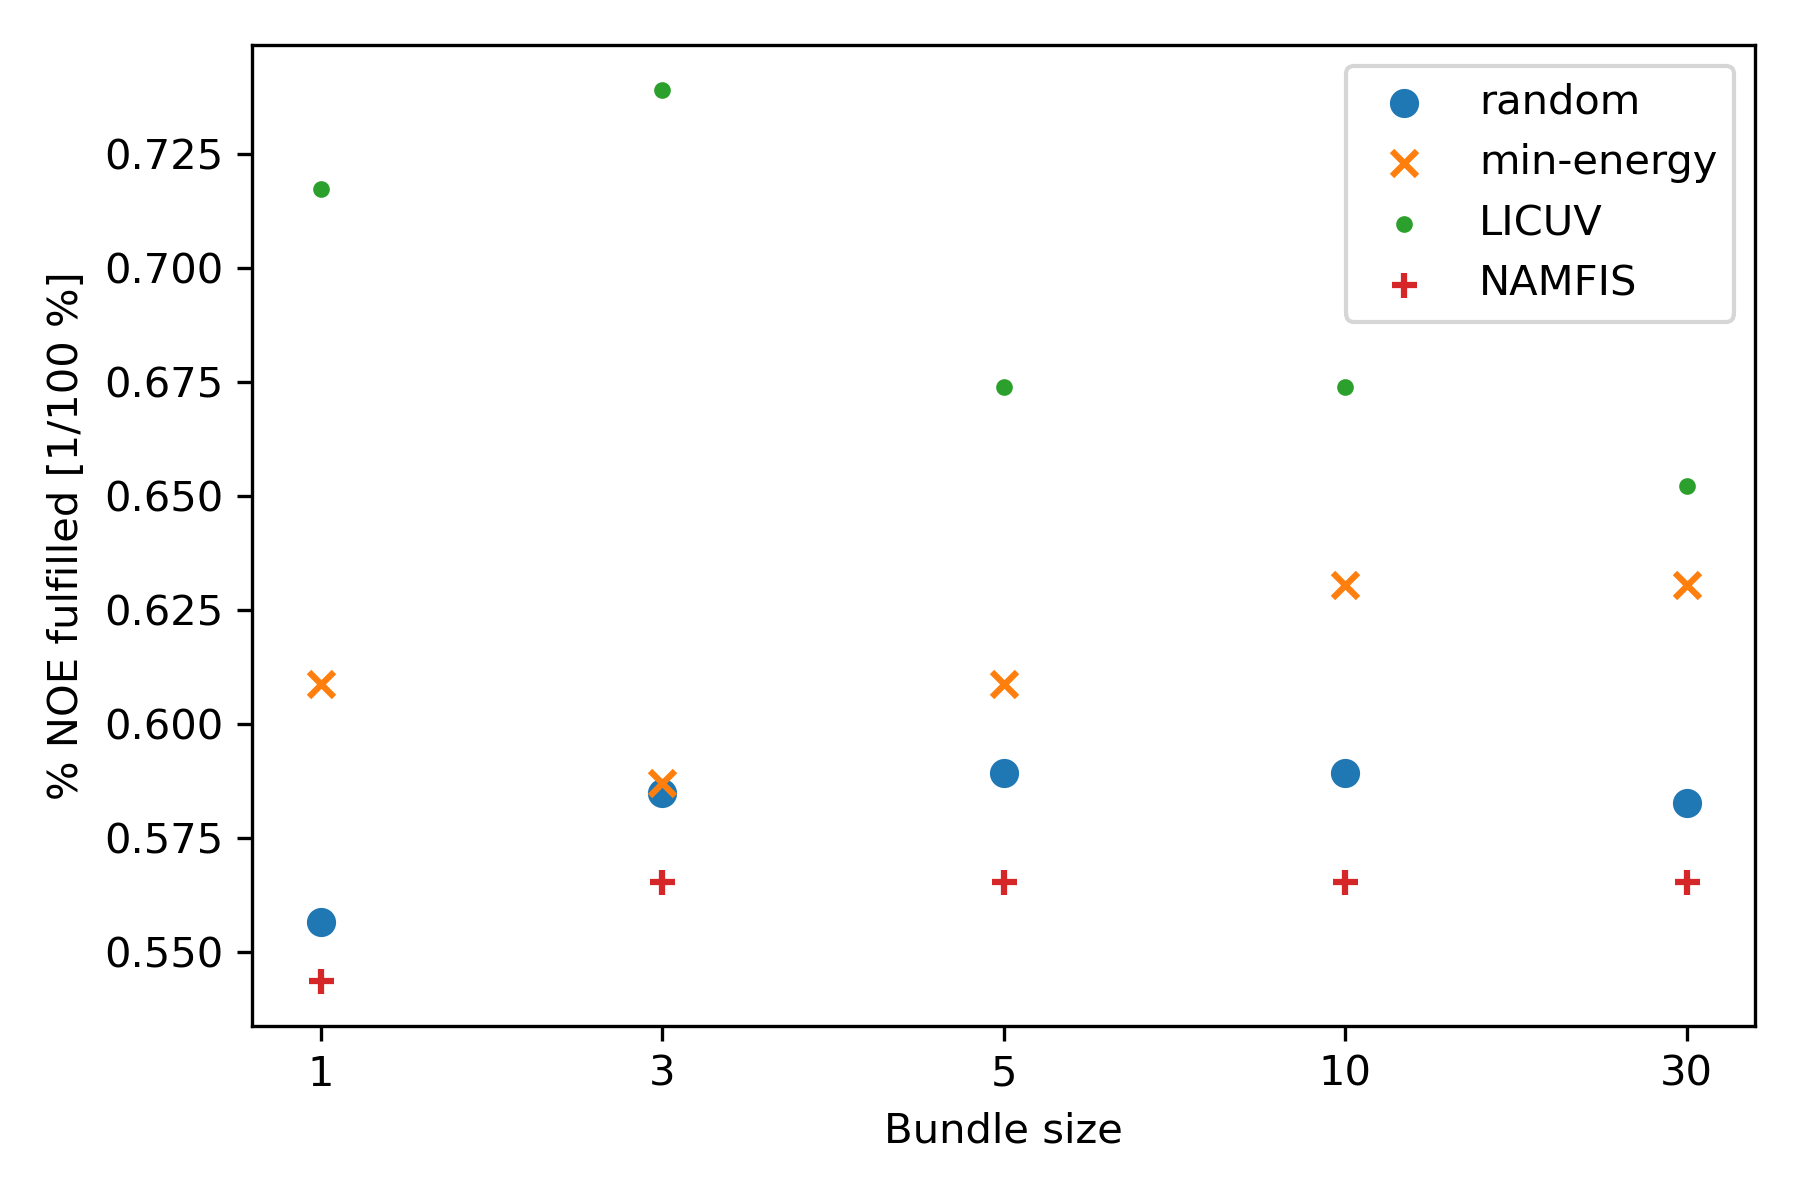 % NOE fulfilled [1/100 %]
0.725
0.700
0.675
0.650
0.625
0.600
0.575
0.550
random
min-energy
LICUV
NAMFIS
1 3 5 10 30
Bundle size